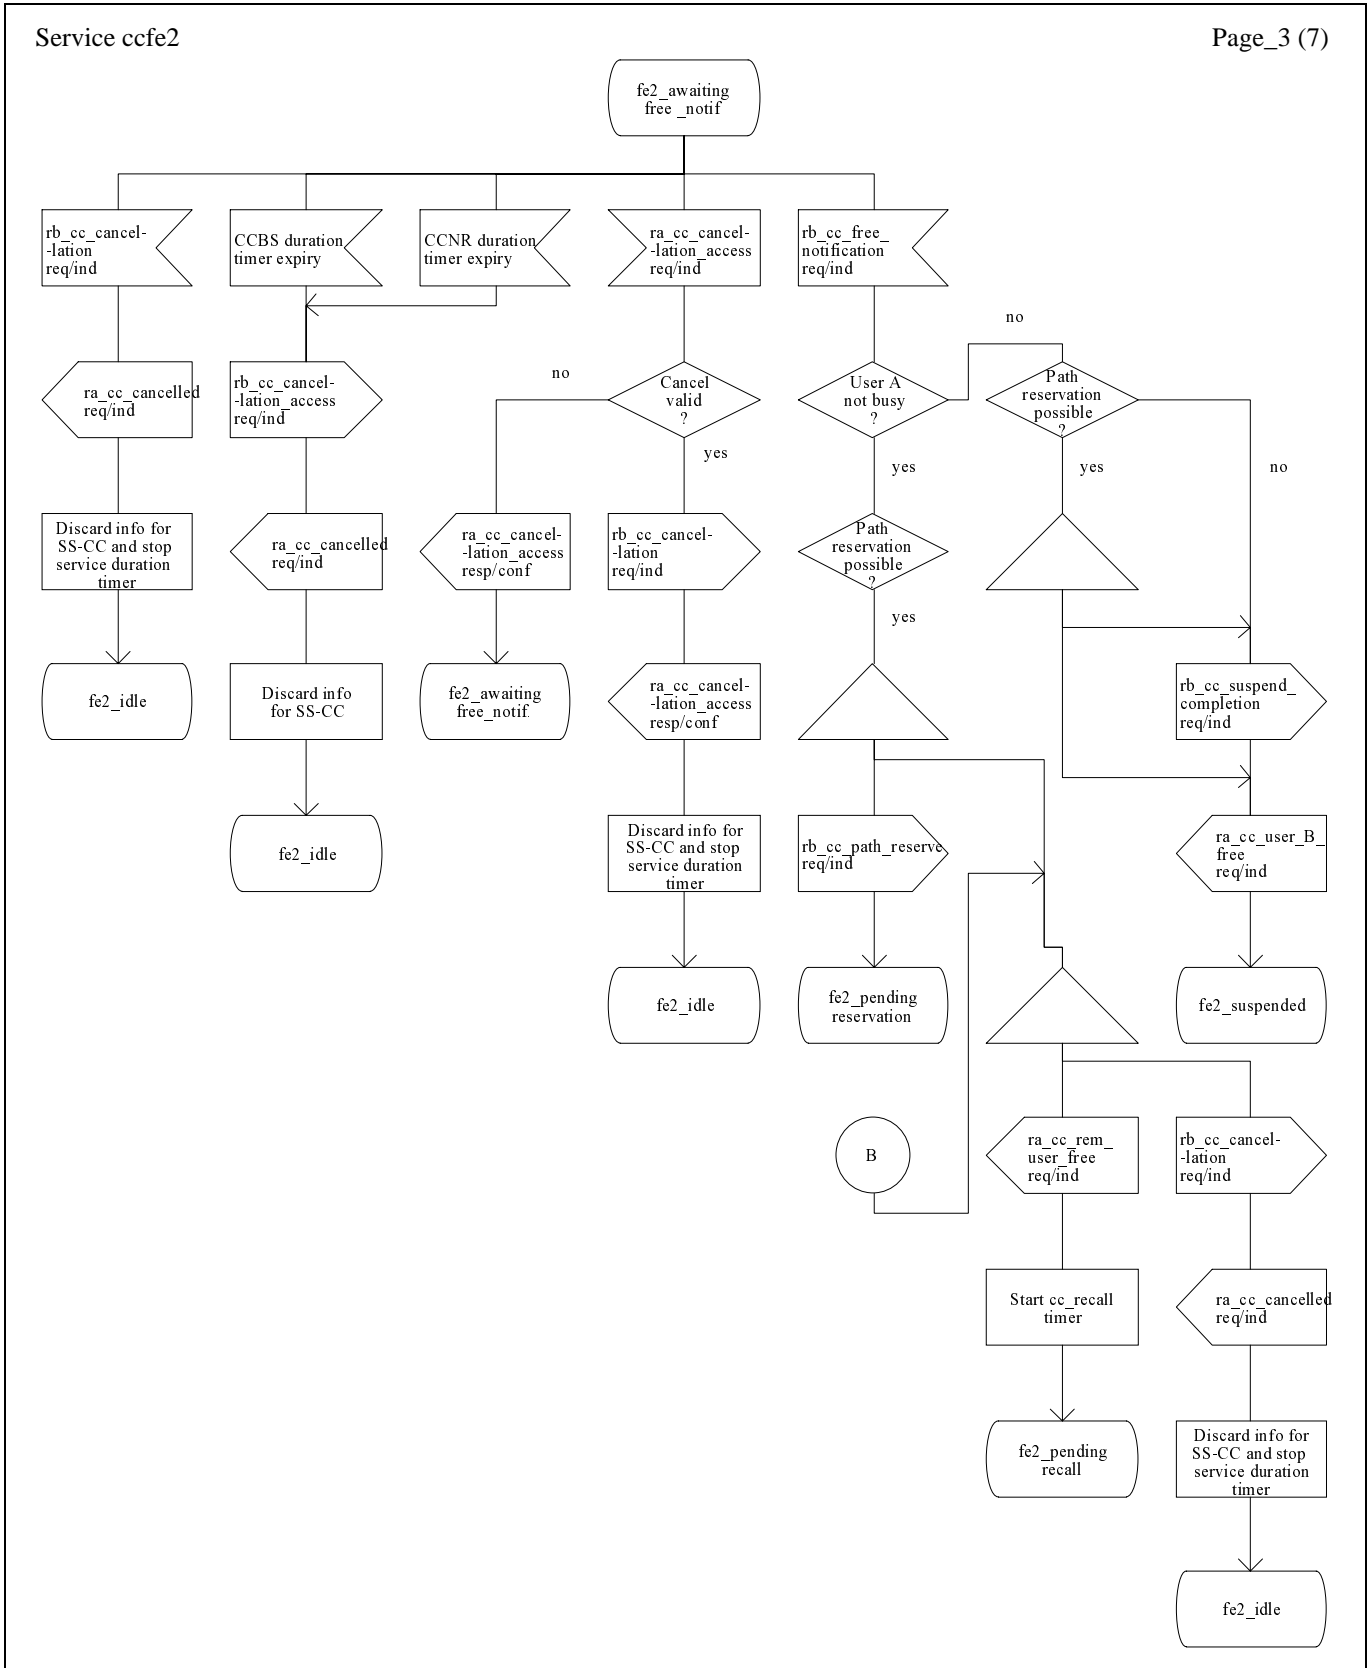 Service ccfe2
Page_3 (7)
fe2_awaiting
free _notif
rb_cc_cancel-
-lation
req/ind
CCBS duration
timer expiry
CCNR duration
timer expiry
ra_cc_cancel-
-lation_access
req/ind
rb_cc_free_
notification
req/ind
no
ra_cc_cancelled
req/ind
rb_cc_cancel-
-lation_access
req/ind
no
Cancel
valid
?
User A
not busy
?
Path
reservation
possible
?
yes
yes
yes
no
Discard info for
SS-CC and stop
service duration
timer
ra_cc_cancelled
req/ind
ra_cc_cancel-
-lation_access
resp/conf
rb_cc_cancel-
-lation
req/ind
Path
reservation
possible
?
yes
fe2_idle
Discard info
for SS-CC
fe2_awaiting
free_notif.
ra_cc_cancel-
-lation_access
resp/conf
rb_cc_suspend_
completion
req/ind
fe2_idle
Discard info for
SS-CC and stop
service duration
timer
rb_cc_path_reserve
req/ind
ra_cc_user_B_
free
req/ind
fe2_idle
fe2_pending
reservation
fe2_suspended
B
ra_cc_rem_
user_free
req/ind
rb_cc_cancel-
-lation
req/ind
Start cc_recall
timer
ra_cc_cancelled
req/ind
fe2_pending
recall
Discard info for
SS-CC and stop
service duration
timer
fe2_idle